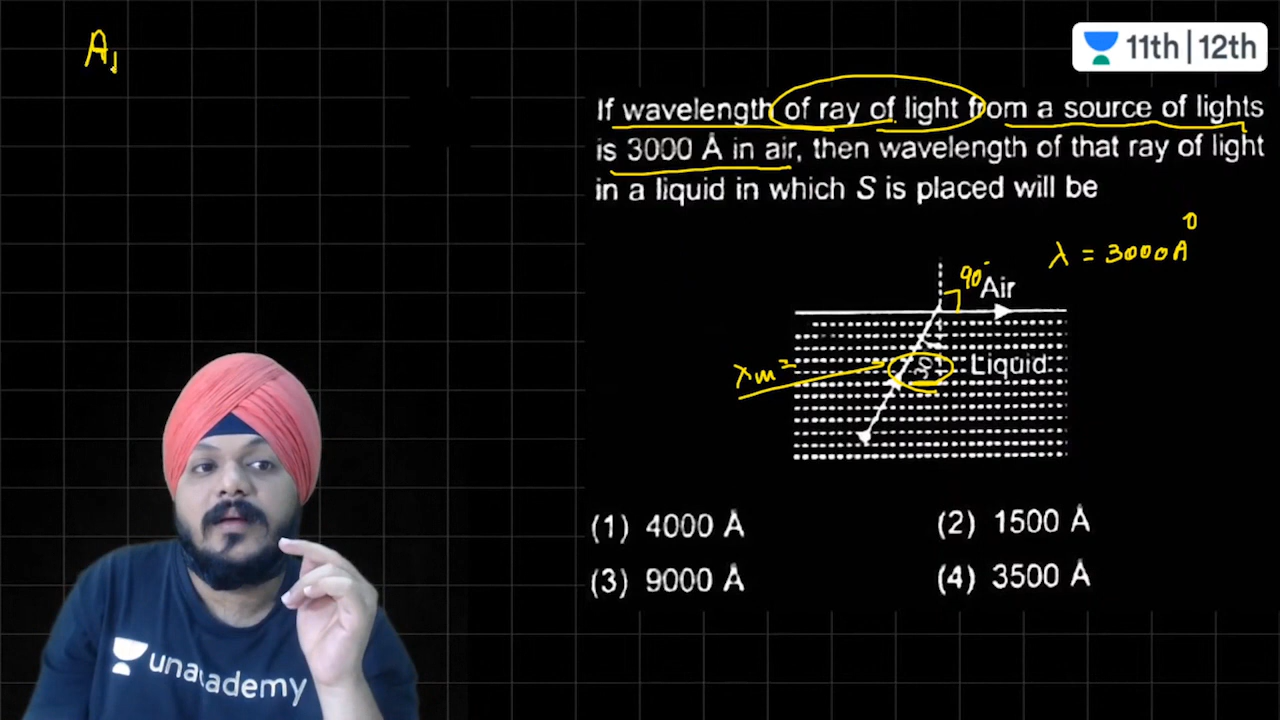 A₁
11th | 12th
If wavelength of ray of light from a source of lights
is 3000 Å in air, then wavelength of that ray of light
in a liquid in which S is placed will be
λ = 3000A⁰
90°
Air
Liquid
λm =
(1) 4000 Å
(2) 1500 Å
(3) 9000 Å
(4) 3500 Å
unacademy